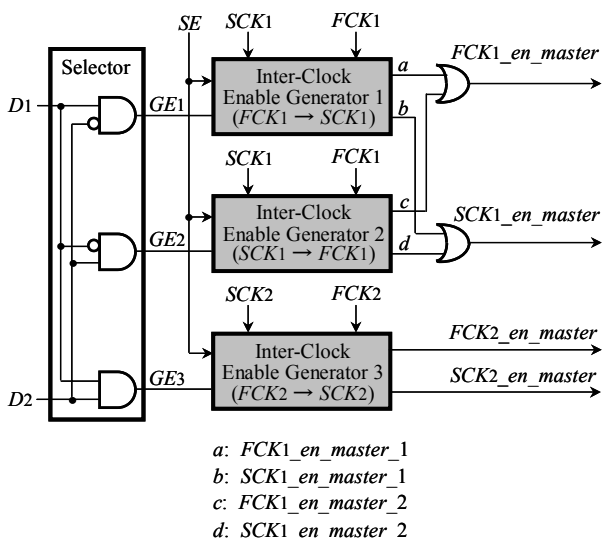 SE
SCK1
FCK1
Selector
Inter-Clock
Enable Generator 1
(FCK1 → SCK1)
a
b
FCK1_en_master
D1
GE1
SCK1
FCK1
Inter-Clock
Enable Generator 2
(SCK1 → FCK1)
c
d
SCK1_en_master
GE2
SCK2
FCK2
Inter-Clock
Enable Generator 3
(FCK2 → SCK2)
FCK2_en_master
SCK2_en_master
GE3
D2
a: FCK1_en_master_1
b: SCK1_en_master_1
c: FCK1_en_master_2
d: SCK1_en_master_2